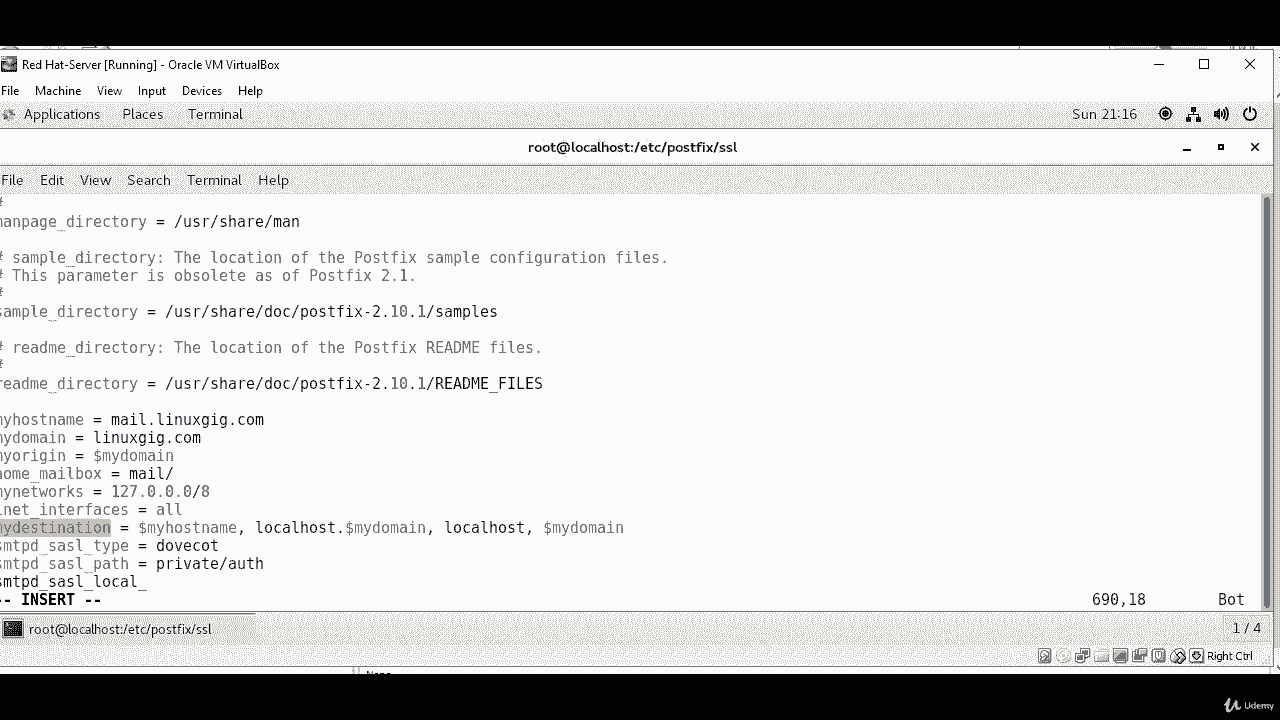 Red Hat-Server [Running] - Oracle VM VirtualBox
File Machine View Input Devices Help
Applications Places Terminal Sun 21:16
root@localhost:/etc/postfix/ssl
File Edit View Search Terminal Help
#
manpage_directory = /usr/share/man
# sample_directory: The location of the Postfix sample configuration files.
# This parameter is obsolete as of Postfix 2.1.
#
sample_directory = /usr/share/doc/postfix-2.10.1/samples
# readme_directory: The location of the Postfix README files.
#
readme_directory = /usr/share/doc/postfix-2.10.1/README_FILES
myhostname = mail.linuxgig.com
mydomain = linuxgig.com
myorigin = $mydomain
home_mailbox = mail/
mynetworks = 127.0.0.0/8
inet_interfaces = all
mydestination = $myhostname, localhost.$mydomain, localhost, $mydomain
smtpd_sasl_type = dovecot
smtpd_sasl_path = private/auth
smtpd_sasl_local_
-- INSERT -- 690,18 Bot
root@localhost:/etc/postfix/ssl 1 / 4
Right Ctrl
Udemy